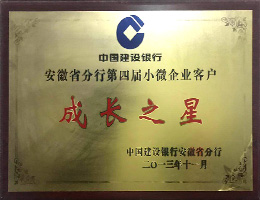 中国建设银行
安徽省分行第四届小微企业客户
成长之星
中国建设银行安徽省分行
二〇一三年十一月